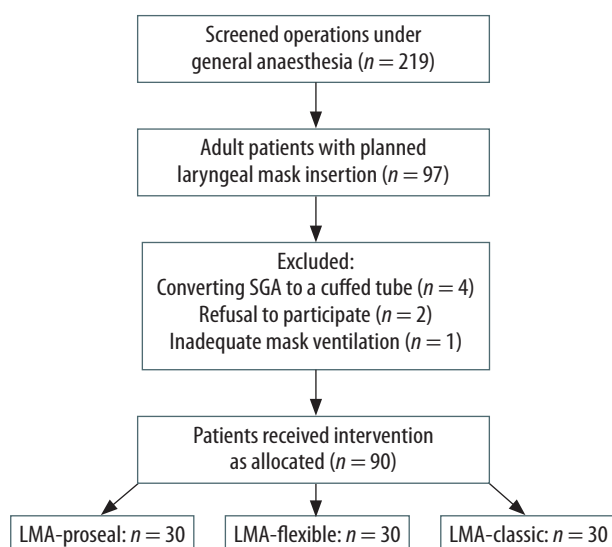 Screened operations under
general anaesthesia (n = 219)
Adult patients with planned
laryngeal mask insertion (n = 97)
Excluded:
Converting SGA to a cuffed tube (n = 4)
Refusal to participate (n = 2)
Inadequate mask ventilation (n = 1)
Patients received intervention
as allocated (n = 90)
LMA-proseal: n = 30
LMA-flexible: n = 30
LMA-classic: n = 30